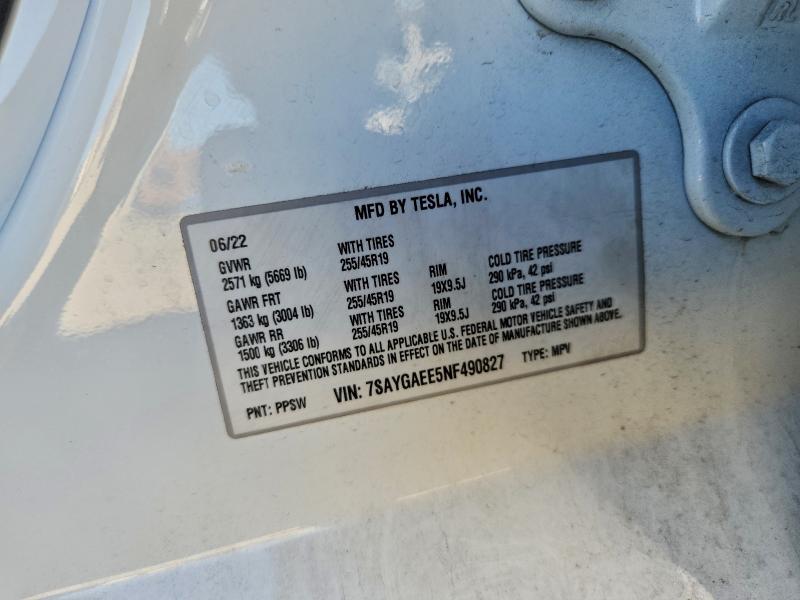 MFD BY TESLA, INC.
06/22
GVWR WITH TIRES
2571 kg (5669 lb) 255/45R19
GAWR FRT WITH TIRES RIM COLD TIRE PRESSURE
1363 kg (3004 lb) 255/45R19 19X9.5J 290 kPa, 42 psi
GAWR RR WITH TIRES RIM COLD TIRE PRESSURE
1500 kg (3306 lb) 255/45R19 19X9.5J 290 kPa, 42 psi
THIS VEHICLE CONFORMS TO ALL APPLICABLE U.S. FEDERAL MOTOR VEHICLE SAFETY AND
THEFT PREVENTION STANDARDS IN EFFECT ON THE DATE OF MANUFACTURE SHOWN ABOVE.
PNT: PPSW VIN: 7SAYGAEE5NF490827 TYPE: MPV